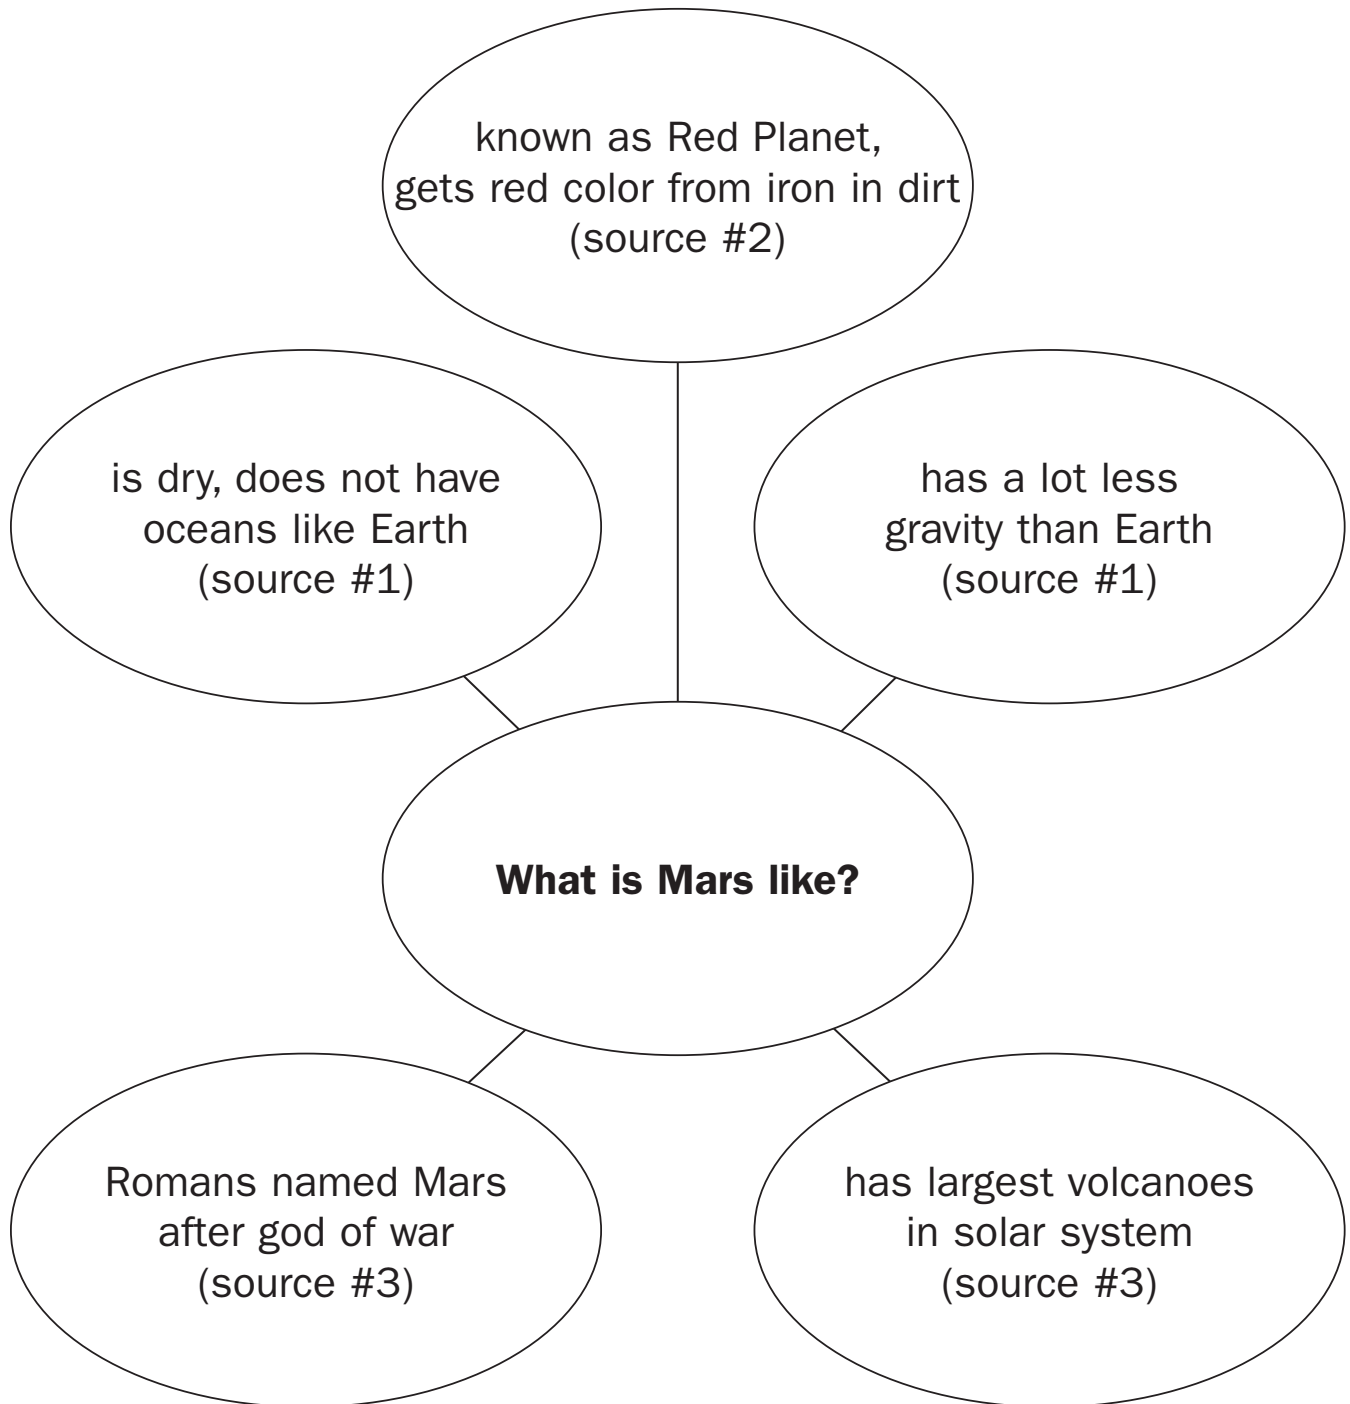 known as Red Planet,
gets red color from iron in dirt
(source #2)
is dry, does not have
oceans like Earth
(source #1)
has a lot less
gravity than Earth
(source #1)
What is Mars like?
Romans named Mars
after god of war
(source #3)
has largest volcanoes
in solar system
(source #3)